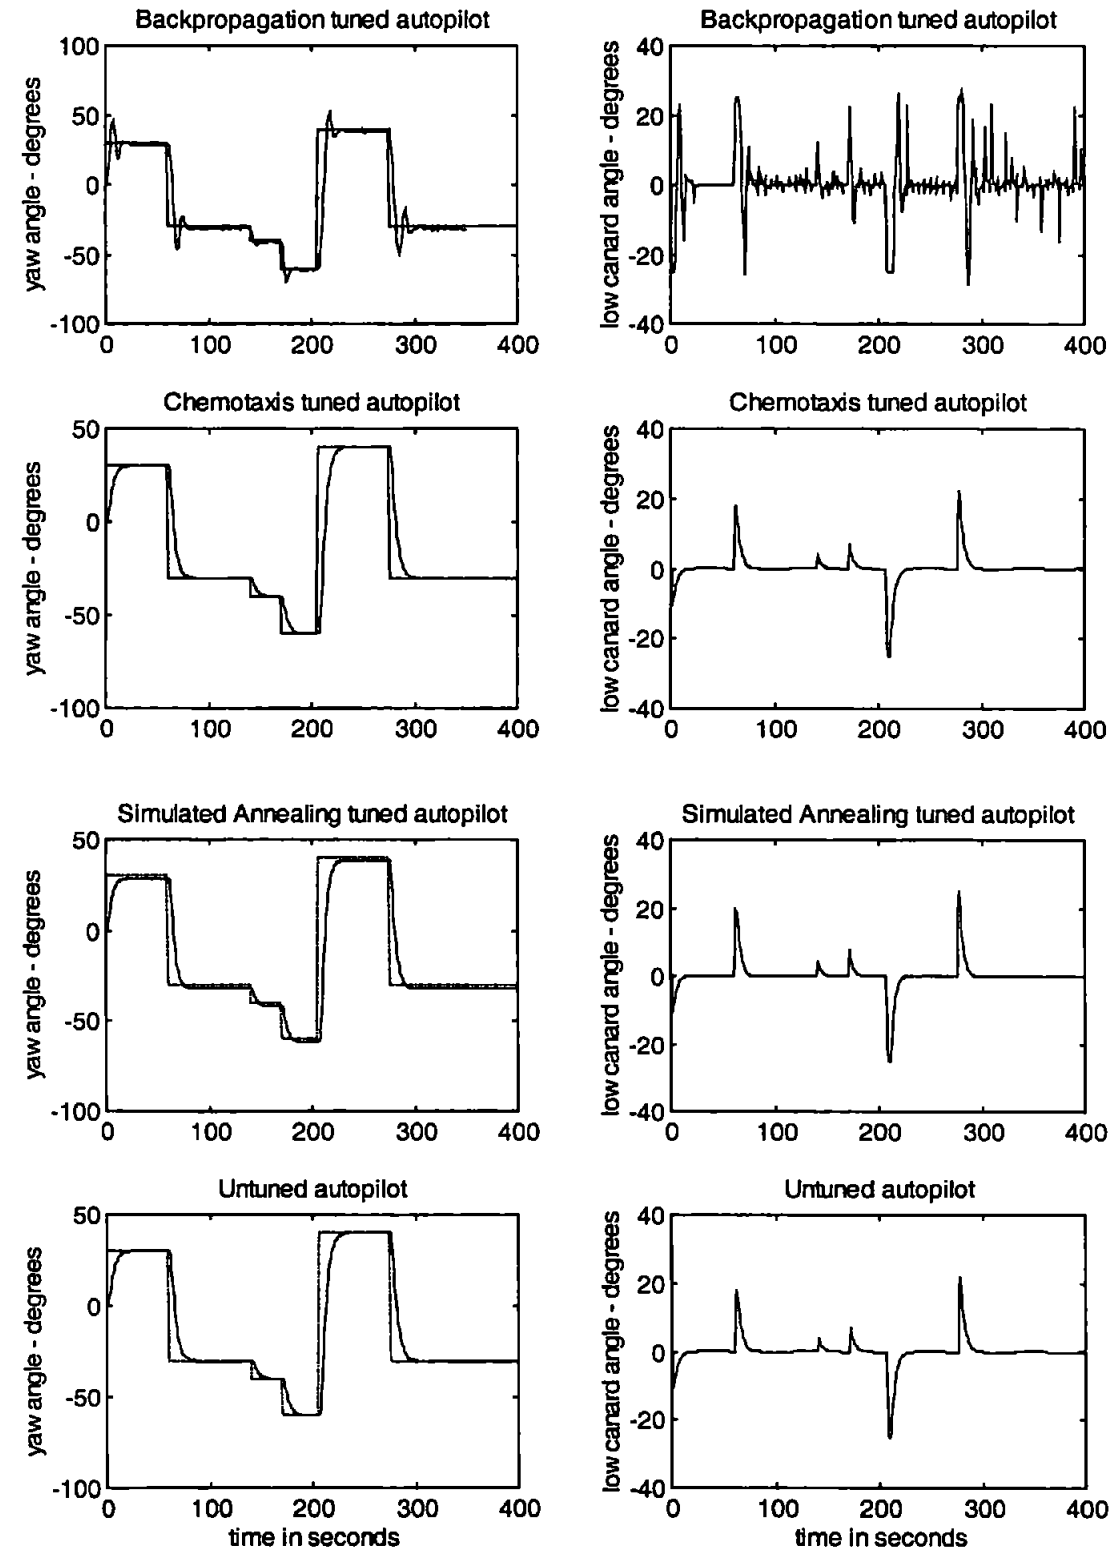 Backpropagation tuned autopilot
100
50
0
-50
-100
yaw angle - degrees
0 100 200 300 400
Backpropagation tuned autopilot
40
20
0
-20
-40
low canard angle - degrees
0 100 200 300 400
Chemotaxis tuned autopilot
50
0
-50
-100
yaw angle - degrees
0 100 200 300 400
Chemotaxis tuned autopilot
40
20
0
-20
-40
low canard angle - degrees
0 100 200 300 400
Simulated Annealing tuned autopilot
50
0
-50
-100
yaw angle - degrees
0 100 200 300 400
Simulated Annealing tuned autopilot
40
20
0
-20
-40
low canard angle - degrees
0 100 200 300 400
Untuned autopilot
50
0
-50
-100
yaw angle - degrees
0 100 200 300 400
time in seconds
Untuned autopilot
40
20
0
-20
-40
low canard angle - degrees
0 100 200 300 400
time in seconds